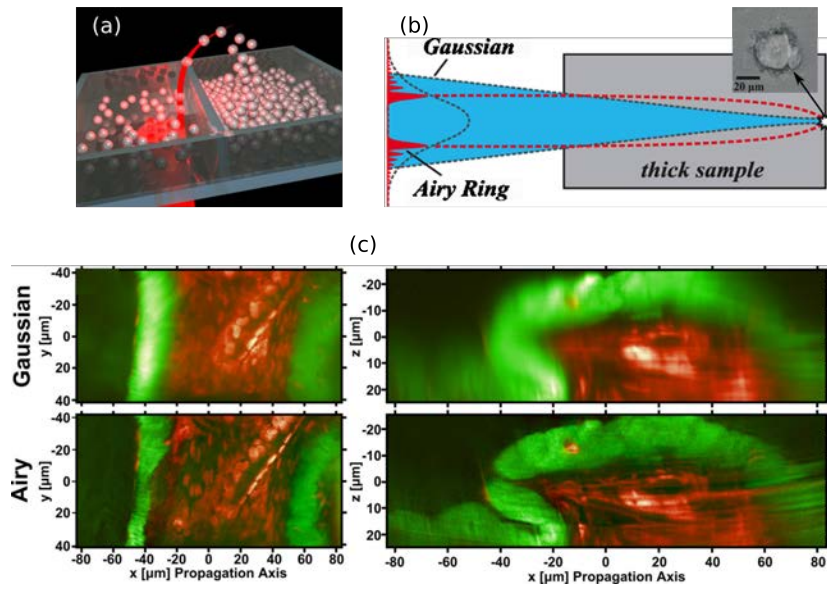 (a)
(b)
Gaussian
Airy Ring
thick sample
20 μm
(c)
Gaussian
y [μm]
-40
-20
0
20
40
z [μm]
-10
0
10
20
Airy
y [μm]
-40
-20
0
20
40
z [μm]
-20
-10
0
10
20
-80 -60 -40 -20 0 20 40 60 80
x [μm] Propagation Axis
-80 -60 -40 -20 0 20 40 60 80
x [μm] Propagation Axis